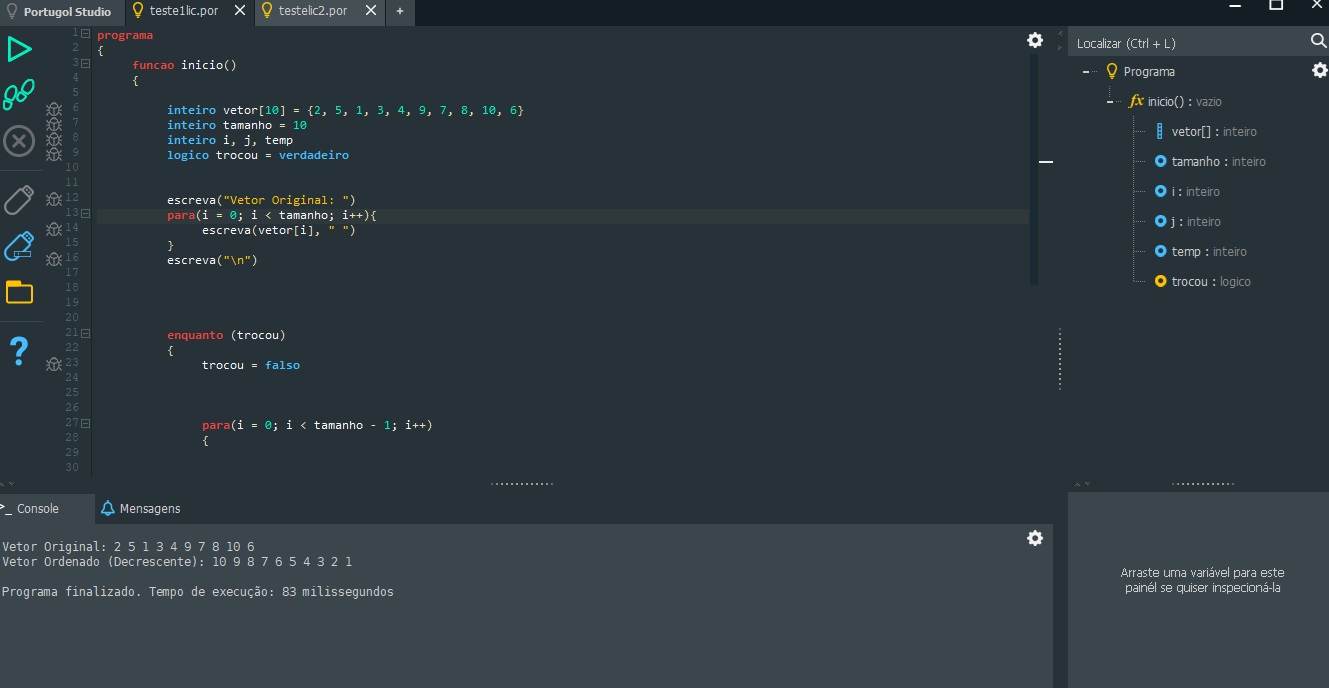 Portugol Studio
teste1lic.por
testelic2.por
+
1 programa
2 {
3 funcao inicio()
4 {
5
6 inteiro vetor[10] = {2, 5, 1, 3, 4, 9, 7, 8, 10, 6}
7 inteiro tamanho = 10
8 inteiro i, j, temp
9 logico trocou = verdadeiro
10
11
12 escreva("Vetor Original: ")
13 para(i = 0; i < tamanho; i++){
14 escreva(vetor[i], " ")
15 }
16 escreva("\n")
17
18
19
20
21 enquanto (trocou)
22 {
23 trocou = falso
24
25
26
27 para(i = 0; i < tamanho - 1; i++)
28 {
29
30
Localizar (Ctrl + L)
Programa
fx inicio() : vazio
vetor[] : inteiro
tamanho : inteiro
i : inteiro
j : inteiro
temp : inteiro
trocou : logico
?
>_ Console
Mensagens
Vetor Original: 2 5 1 3 4 9 7 8 10 6
Vetor Ordenado (Decrescente): 10 9 8 7 6 5 4 3 2 1
Programa finalizado. Tempo de execução: 83 milissegundos
Arraste uma variável para este
painél se quiser inspecioná-la